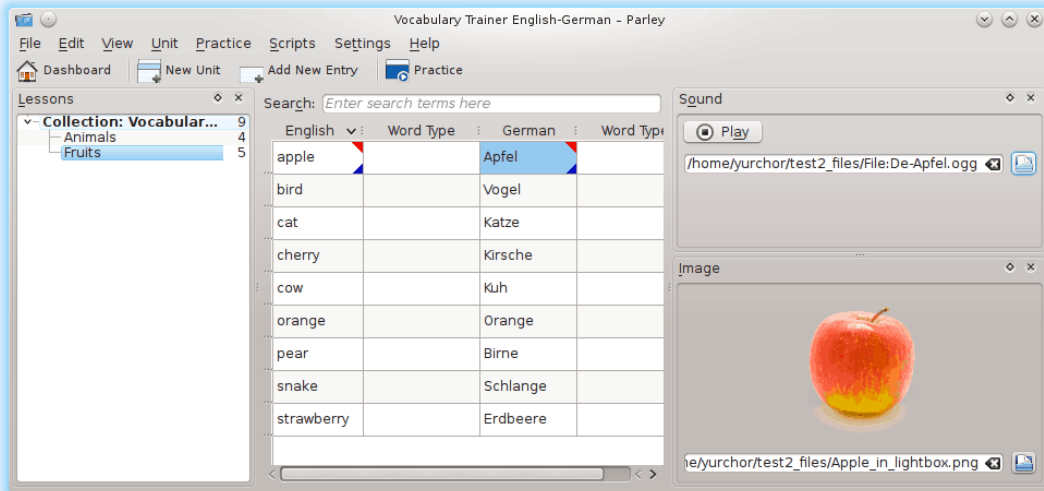 Vocabulary Trainer English-German – Parley
File Edit View Unit Practice Scripts Settings Help
Dashboard New Unit Add New Entry Practice
Lessons
Collection: Vocabular... 9
Animals 4
Fruits 5
Search: Enter search terms here
English Word Type German Word Type
apple Apfel
bird Vogel
cat Katze
cherry Kirsche
cow Kuh
orange Orange
pear Birne
snake Schlange
strawberry Erdbeere
Sound
Play
/home/yurchor/test2_files/File:De-Apfel.ogg
Image
ne/yurchor/test2_files/Apple_in_lightbox.png